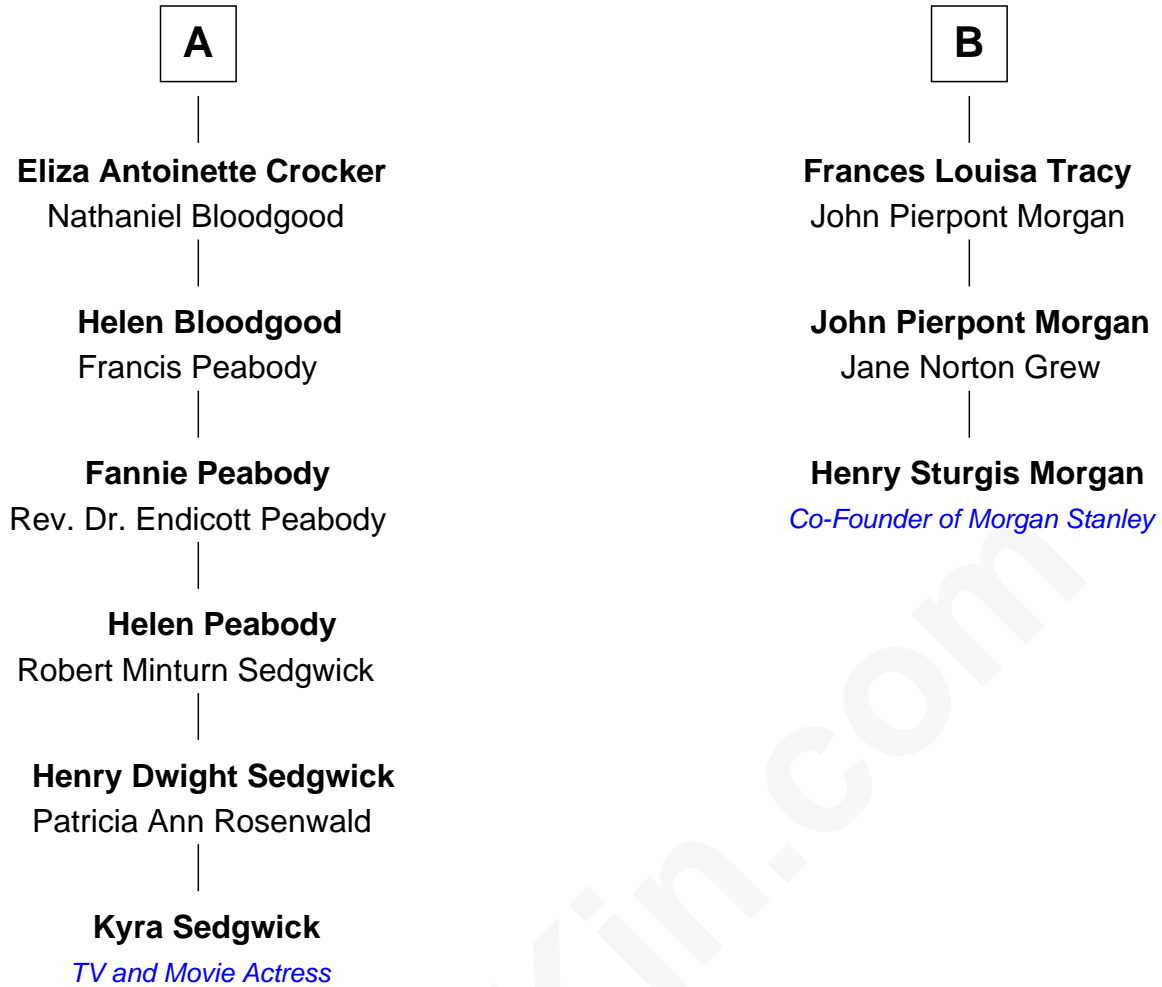 A
Eliza Antoinette Crocker
Nathaniel Bloodgood
Helen Bloodgood
Francis Peabody
Fannie Peabody
Rev. Dr. Endicott Peabody
Helen Peabody
Robert Minturn Sedgwick
Henry Dwight Sedgwick
Patricia Ann Rosenwald
Kyra Sedgwick
TV and Movie Actress
B
Frances Louisa Tracy
John Pierpont Morgan
John Pierpont Morgan
Jane Norton Grew
Henry Sturgis Morgan
Co-Founder of Morgan Stanley
Kin.com